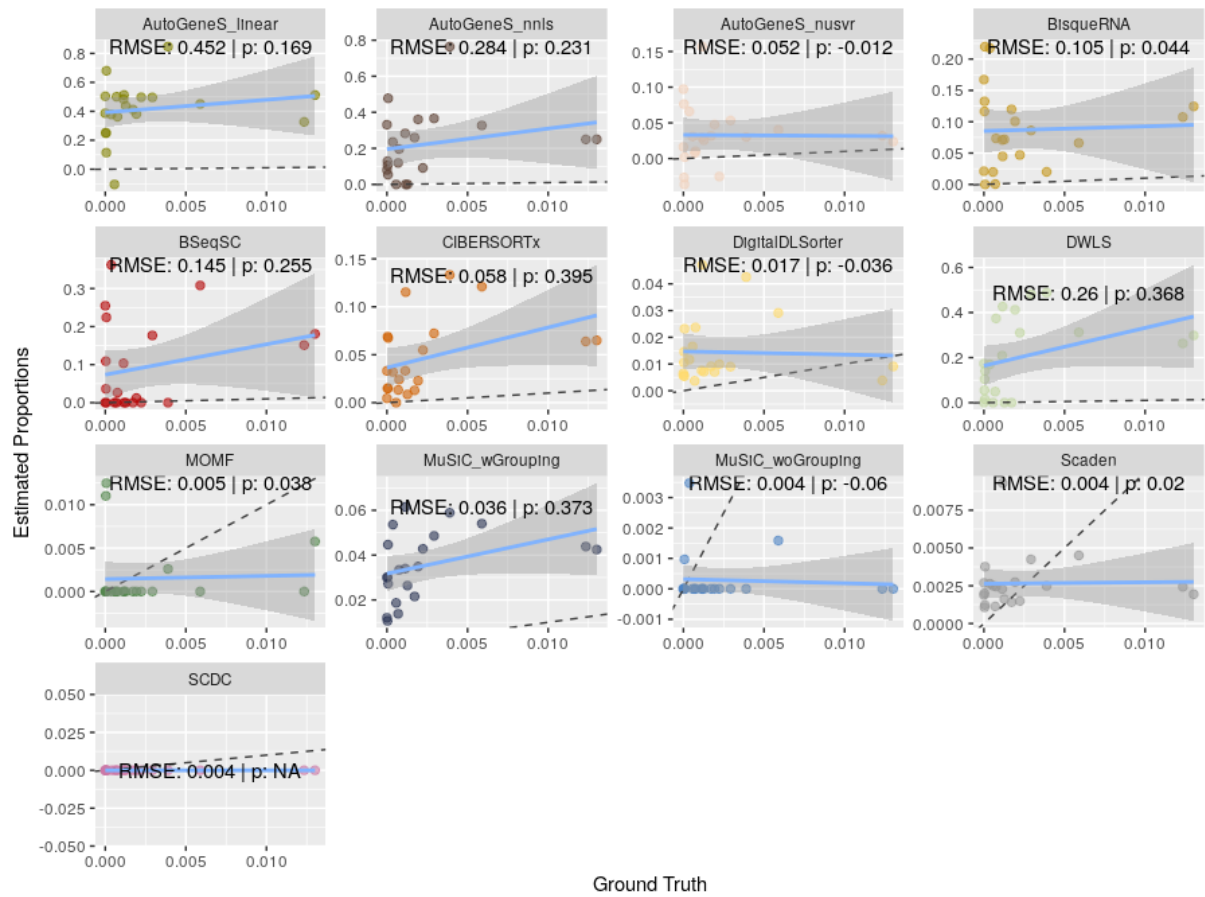 AutoGeneS_linear
AutoGeneS_nnls
AutoGeneS_nusvr
BisqueRNA
RMSE: 0.452 | p: 0.169
RMSE: 0.284 | p: 0.231
RMSE: 0.052 | p: -0.012
RMSE: 0.105 | p: 0.044
0.8
0.6
0.4
0.2
0.0
0.8
0.6
0.4
0.2
0.0
0.15
0.10
0.05
0.00
0.20
0.15
0.10
0.05
0.00
0.000 0.005 0.010
0.000 0.005 0.010
0.000 0.005 0.010
0.000 0.005 0.010
BSeqSC
CIBERSORTx
DigitalDLSorter
DWLS
RMSE: 0.145 | p: 0.255
RMSE: 0.058 | p: 0.395
RMSE: 0.017 | p: -0.036
RMSE: 0.26 | p: 0.368
0.3
0.2
0.1
0.0
0.15
0.10
0.05
0.00
0.04
0.03
0.02
0.01
0.00
0.6
0.4
0.2
0.0
0.000 0.005 0.010
0.000 0.005 0.010
0.000 0.005 0.010
0.000 0.005 0.010
Estimated Proportions
MOMF
MuSiC_wGrouping
MuSiC_woGrouping
Scaden
RMSE: 0.005 | p: 0.038
RMSE: 0.036 | p: 0.373
RMSE: 0.004 | p: -0.06
RMSE: 0.004 | p: 0.02
0.010
0.005
0.000
0.06
0.04
0.02
0.003
0.002
0.001
0.000
-0.001
0.0075
0.0050
0.0025
0.0000
0.000 0.005 0.010
0.000 0.005 0.010
0.000 0.005 0.010
0.000 0.005 0.010
SCDC
RMSE: 0.004 | p: NA
0.050
0.025
0.000
-0.025
-0.050
0.000 0.005 0.010
Ground Truth